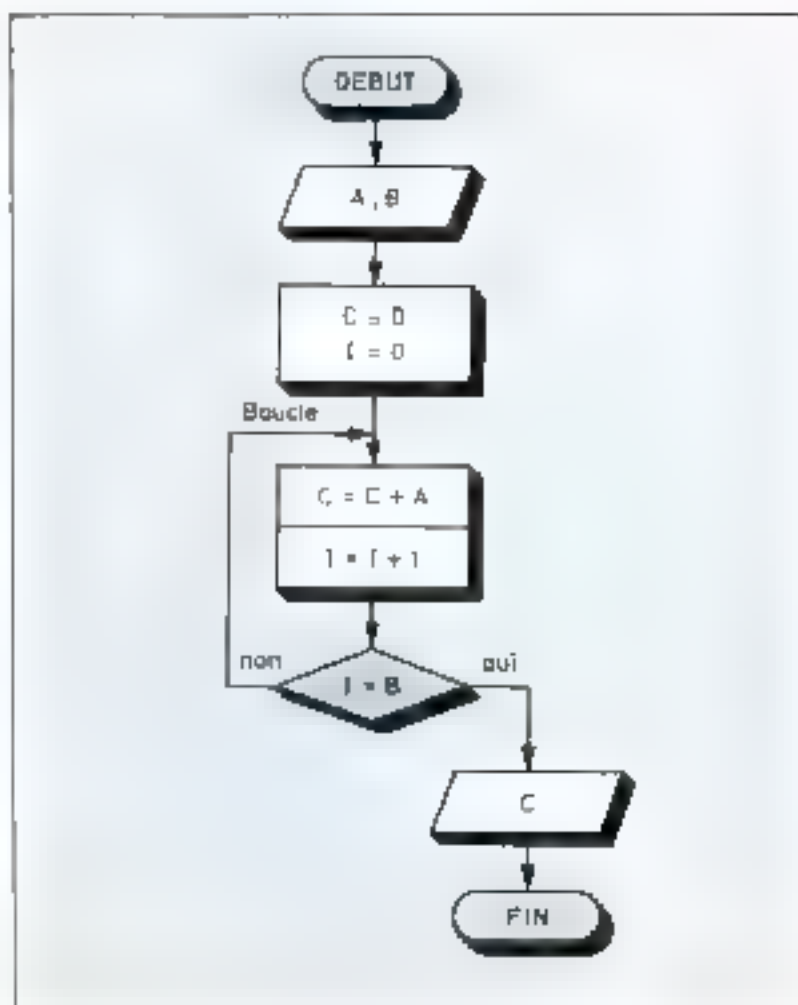 DEBUT
A, B
C = 0
I = 0
Boucle
C = C + A
I = I + 1
non
I = B
oui
C
FIN